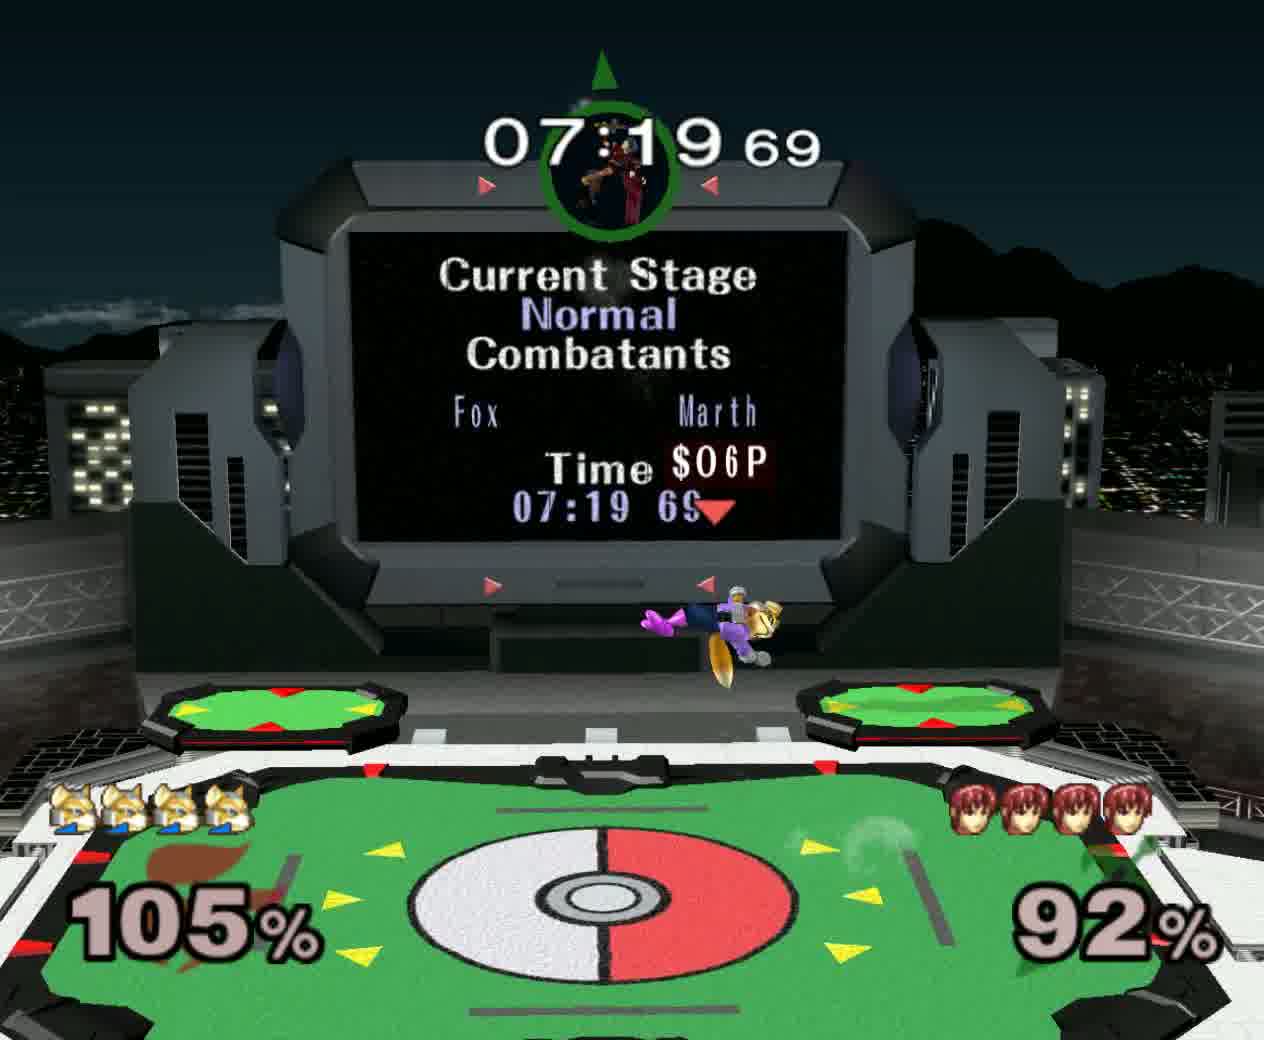 07:19 69
Current Stage
Normal
Combatants
Fox Marth
Time
$06P
07:19 69
105%
92%